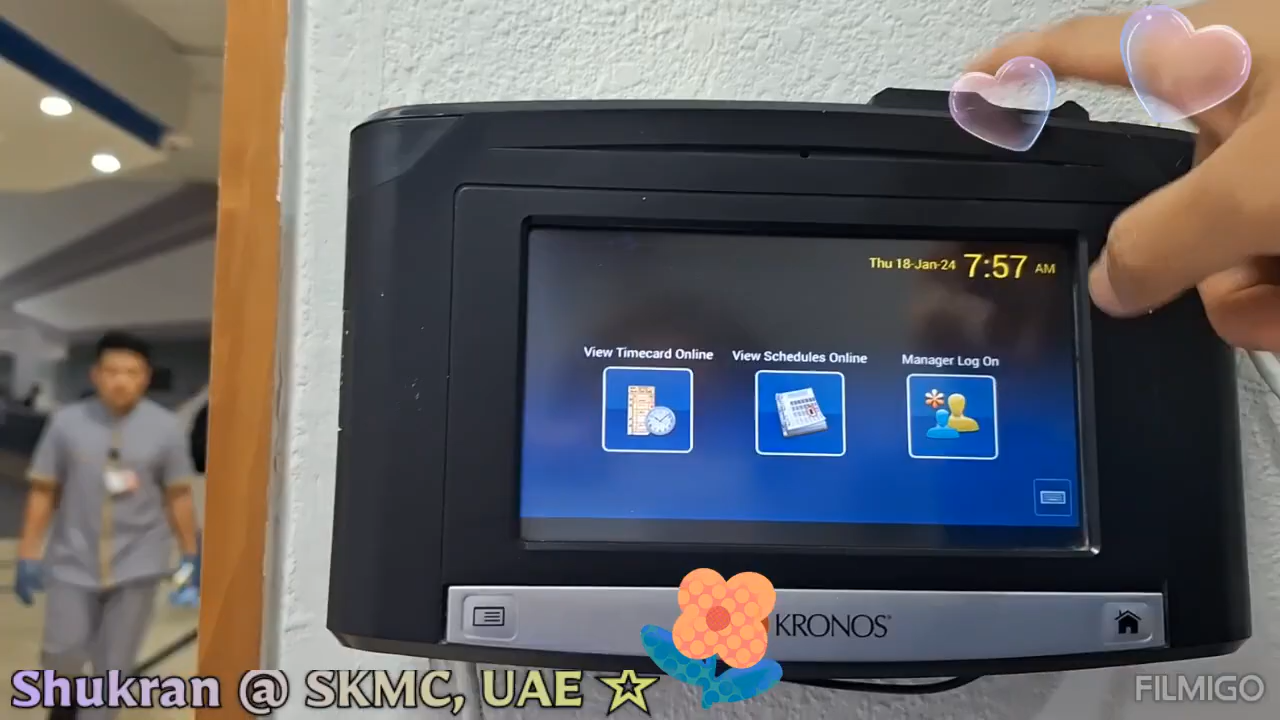 Thu 18-Jan-24 7:57 AM
View Timecard Online
View Schedules Online
Manager Log On
KRONOS®
Shukran @ SKMC, UAE ☆
FILMIGO